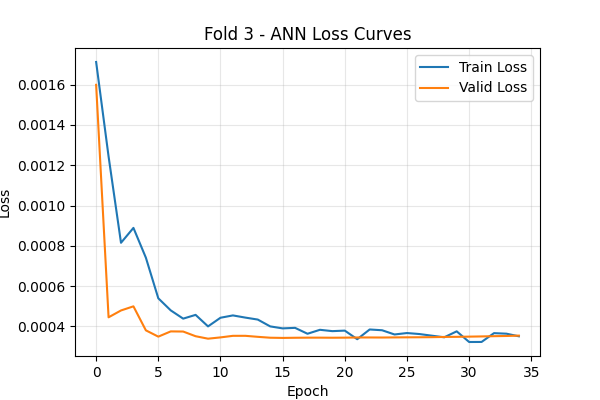 Fold 3 - ANN Loss Curves
Train Loss
Valid Loss
0.0016
0.0014
0.0012
0.0010
0.0008
0.0006
0.0004
Loss
0 5 10 15 20 25 30 35
Epoch